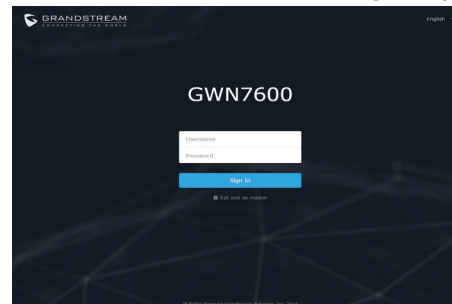 GRANDSTREAM
CONNECTING THE WORLD
English
GWN7600
Username
Password
Sign In
Set unit as master